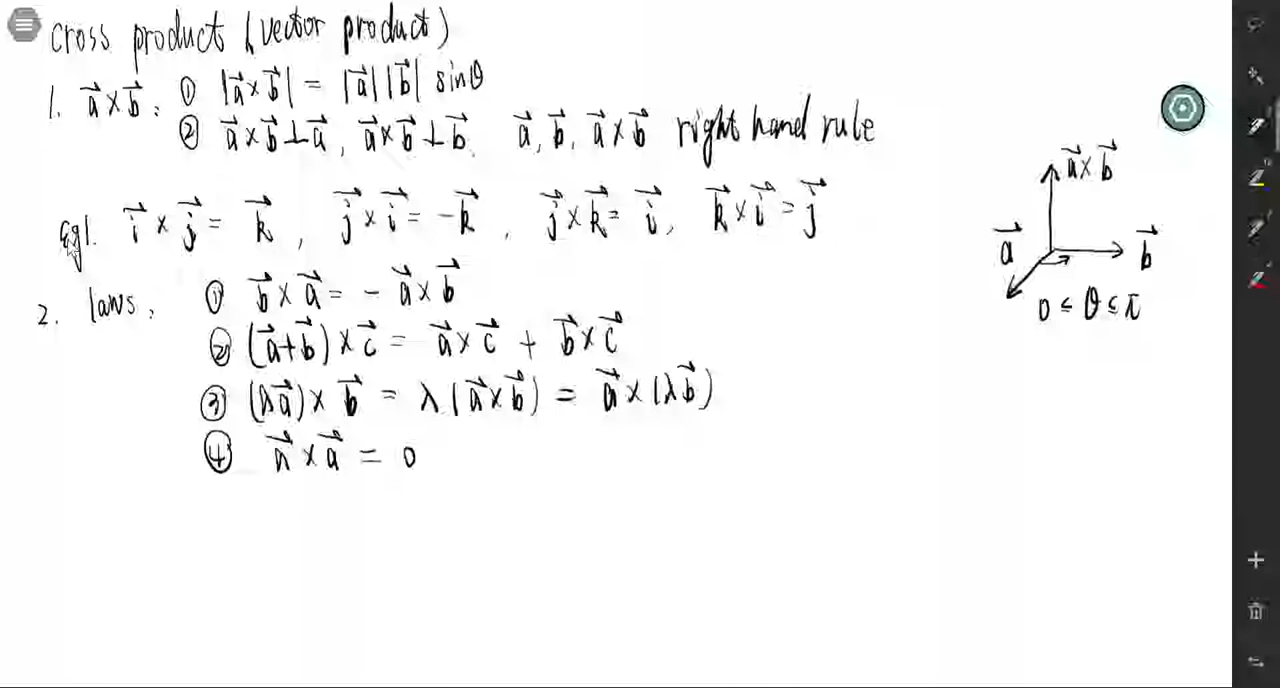 cross product (vector product)
1. a⃗×b⃗: ① |a⃗×b⃗| = |a⃗||b⃗| sinθ
② a⃗×b⃗⊥a⃗, a⃗×b⃗⊥b⃗, a⃗, b⃗, a⃗×b⃗ right hand rule
Eg1. i⃗×j⃗= k⃗, j⃗×i⃗= -k⃗, j⃗×k⃗= i⃗, k⃗×i⃗=j⃗
2. laws: ① b⃗×a⃗= - a⃗×b⃗
② (a⃗+b⃗)×c⃗ = a⃗×c⃗ + b⃗×c⃗
③ (λa⃗)× b⃗ = λ(a⃗×b⃗) = a⃗×(λb⃗)
④ a⃗×a⃗ = 0
a⃗×b⃗
a⃗
b⃗
0 ≤ θ ≤ π